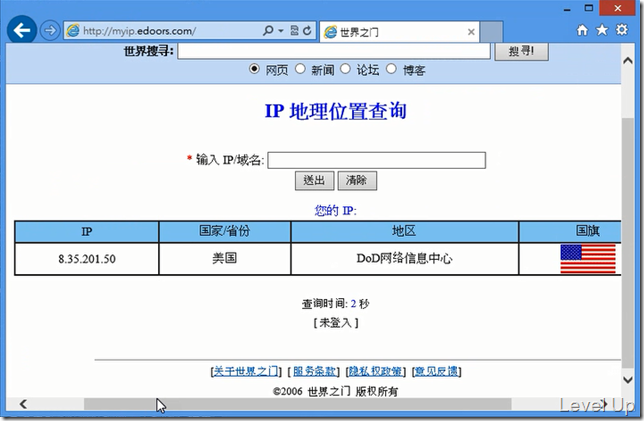 http://myip.edoors.com/
世界之门
世界搜寻:
搜寻!
网页 新闻 论坛 博客
IP 地理位置查询
* 输入 IP/域名:
送出 清除
您的 IP:
IP 国家/省份 地区 国旗
8.35.201.50 美国 DoD网络信息中心
查询时间: 2 秒
[ 未登入 ]
[关于世界之门] [ 服务条款] [隐私权政策] [意见反馈]
©2006 世界之门 版权所有
Level Up